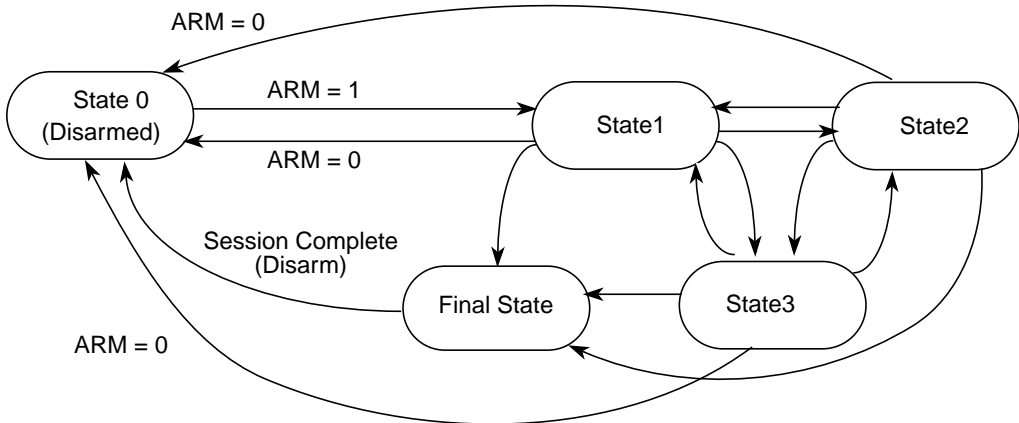 ARM = 0
State 0
(Disarmed)
ARM = 1
State1
State2
ARM = 0
Session Complete
(Disarm)
Final State
State3
ARM = 0